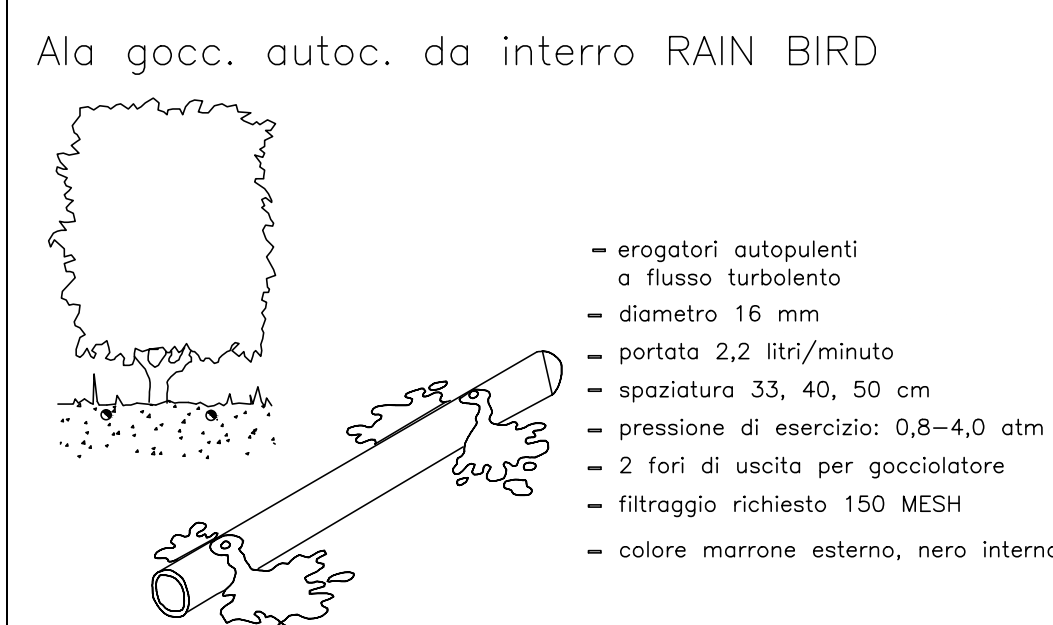 Ala gocc. autoc. da interro RAIN BIRD
– erogatori autopulenti
a flusso turbolento
– diametro 16 mm
– portata 2,2 litri/minuto
– spaziatura 33, 40, 50 cm
– pressione di esercizio: 0,8–4,0 atm
– 2 fori di uscita per gocciolatore
– filtraggio richiesto 150 MESH
– colore marrone esterno, nero interno